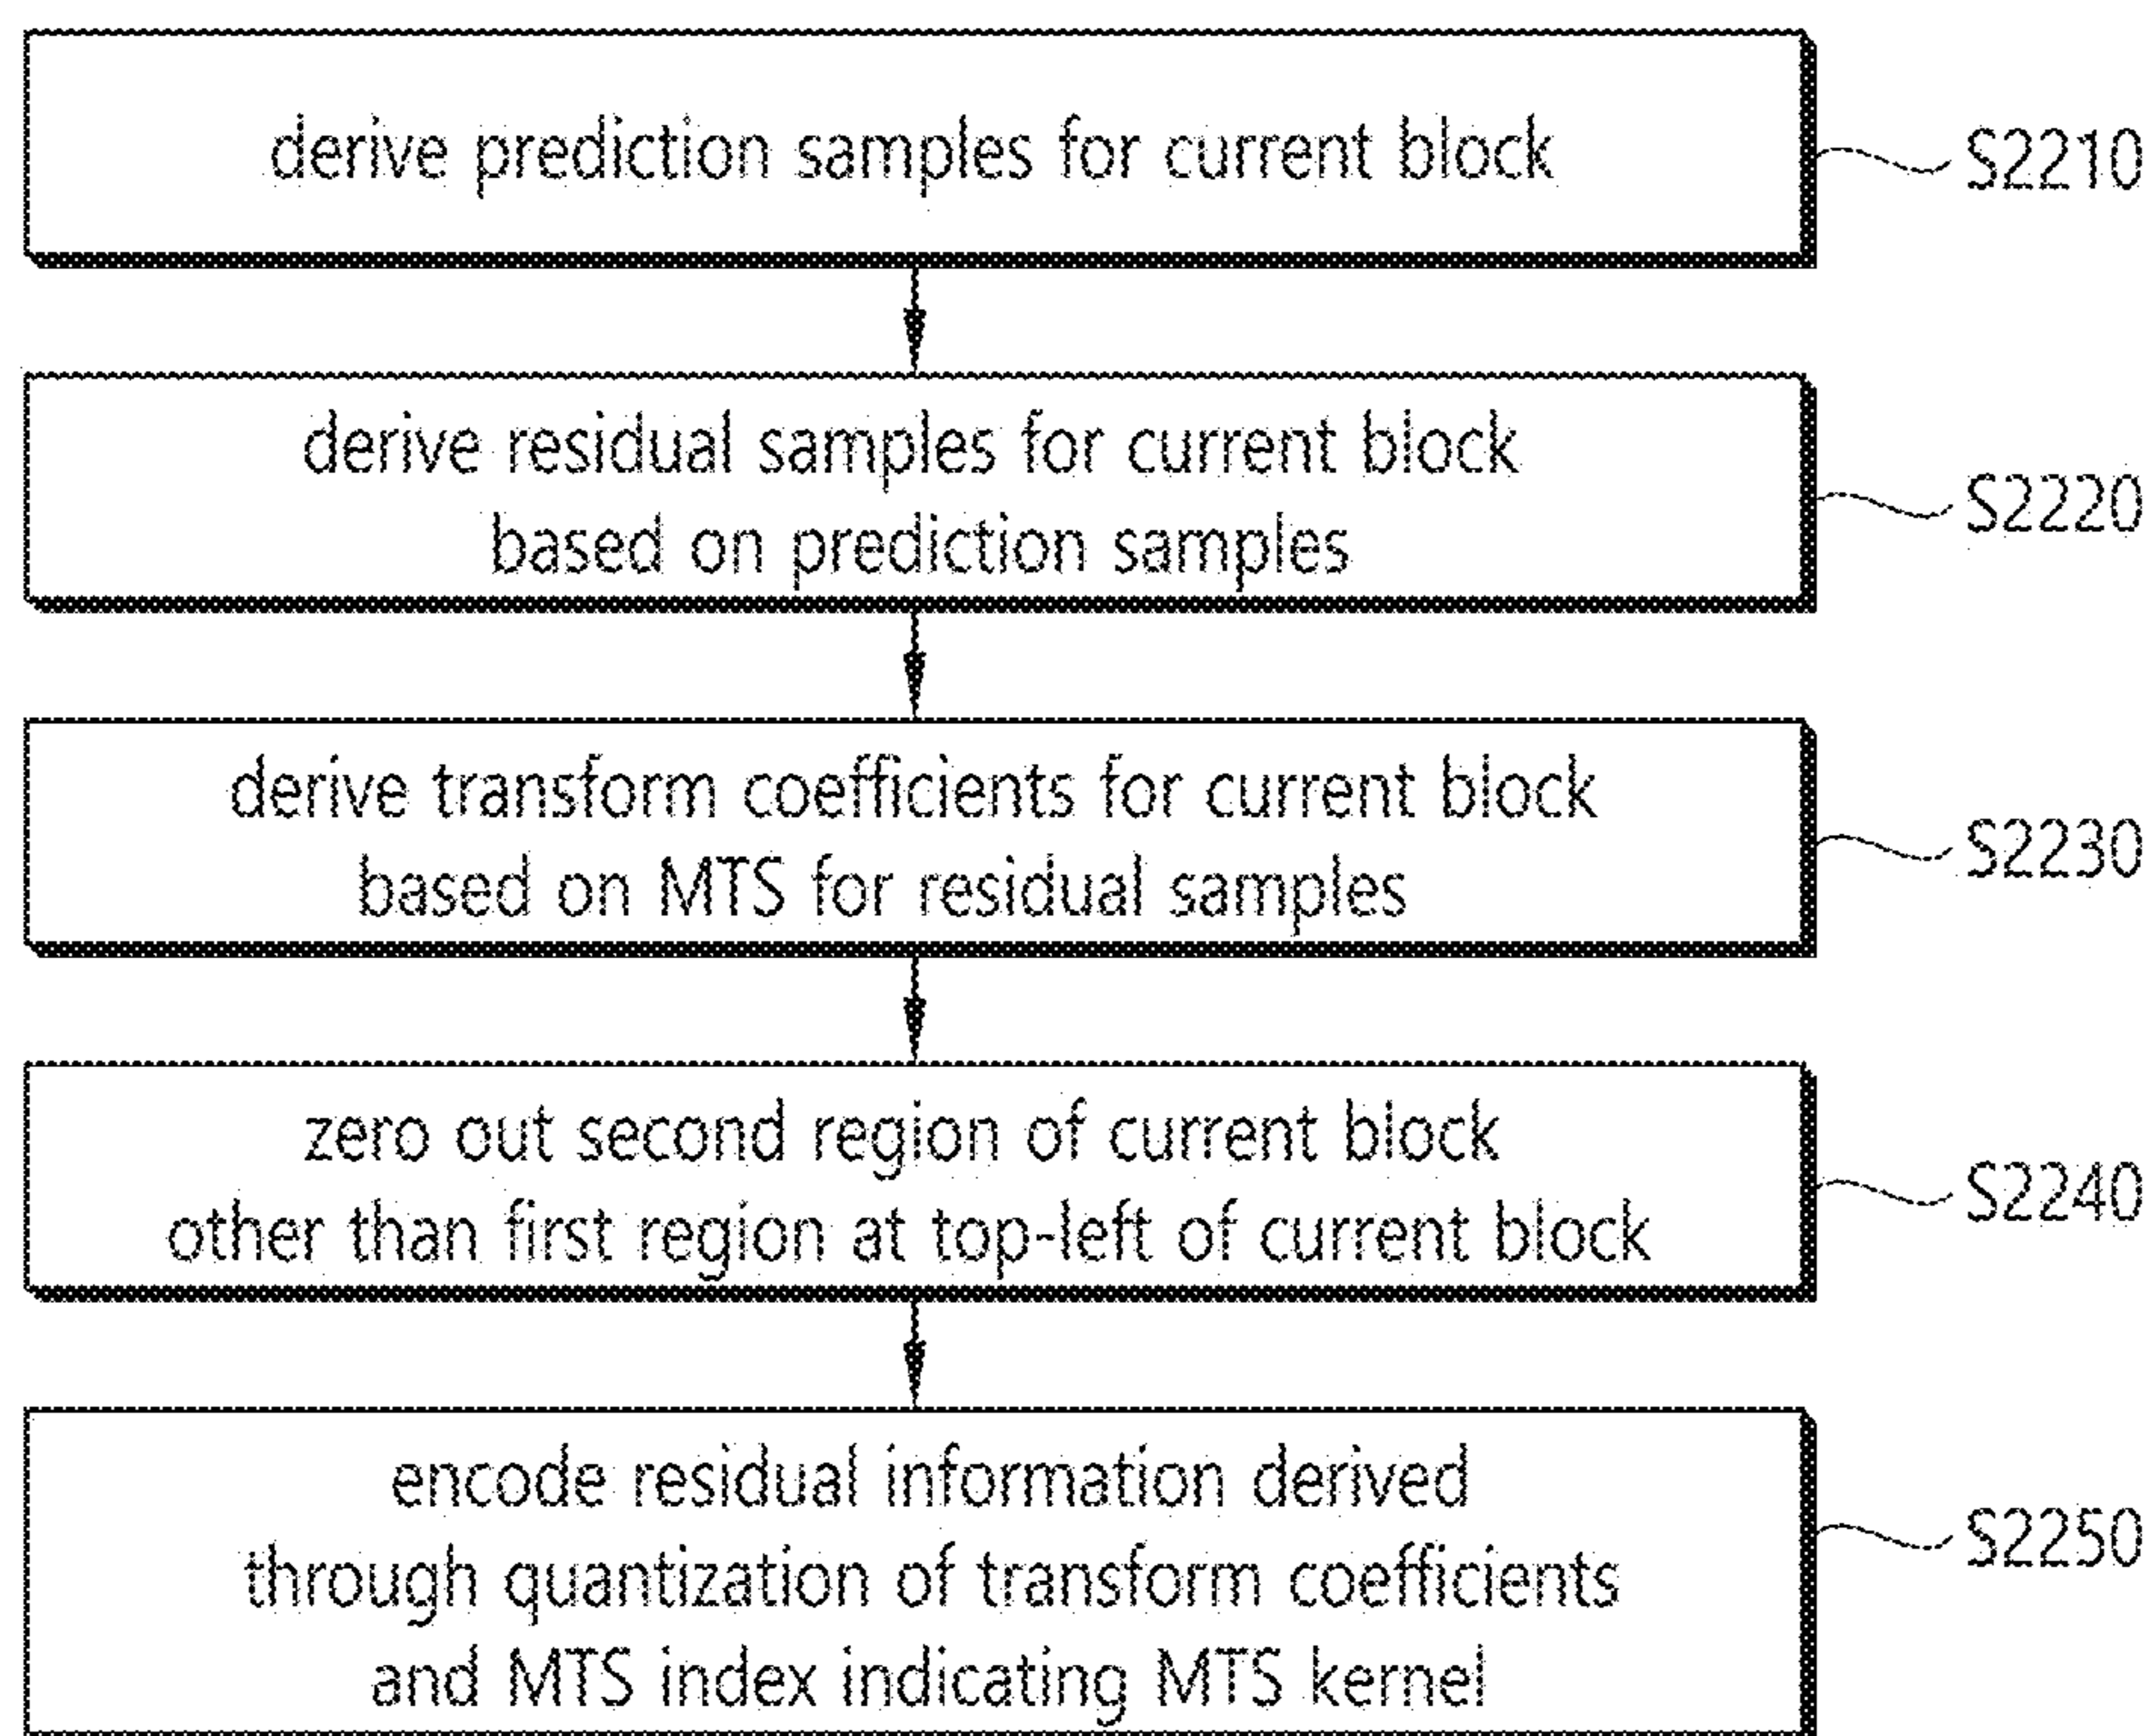 derive prediction samples for current block
S2210
derive residual samples for current block
based on prediction samples
S2220
derive transform coefficients for current block
based on MTS for residual samples
S2230
zero out second region of current block
other than first region at top-left of current block
S2240
encode residual information derived
through quantization of transform coefficients
and MTS index indicating MTS kernel
S2250